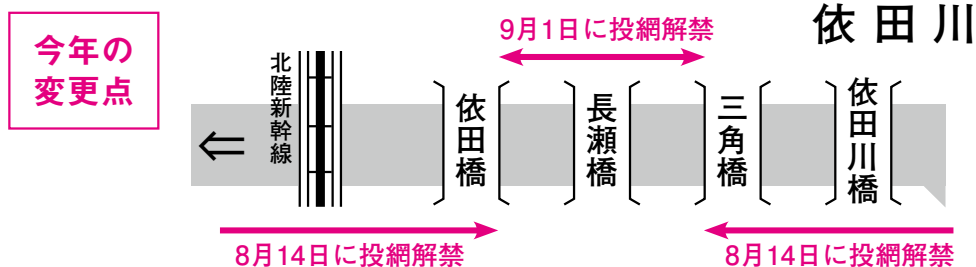 今年の
変更点
9月1日に投網解禁
依田川
北陸新幹線
依田橋
長瀬橋
三角橋
依田川橋
8月14日に投網解禁
8月14日に投網解禁